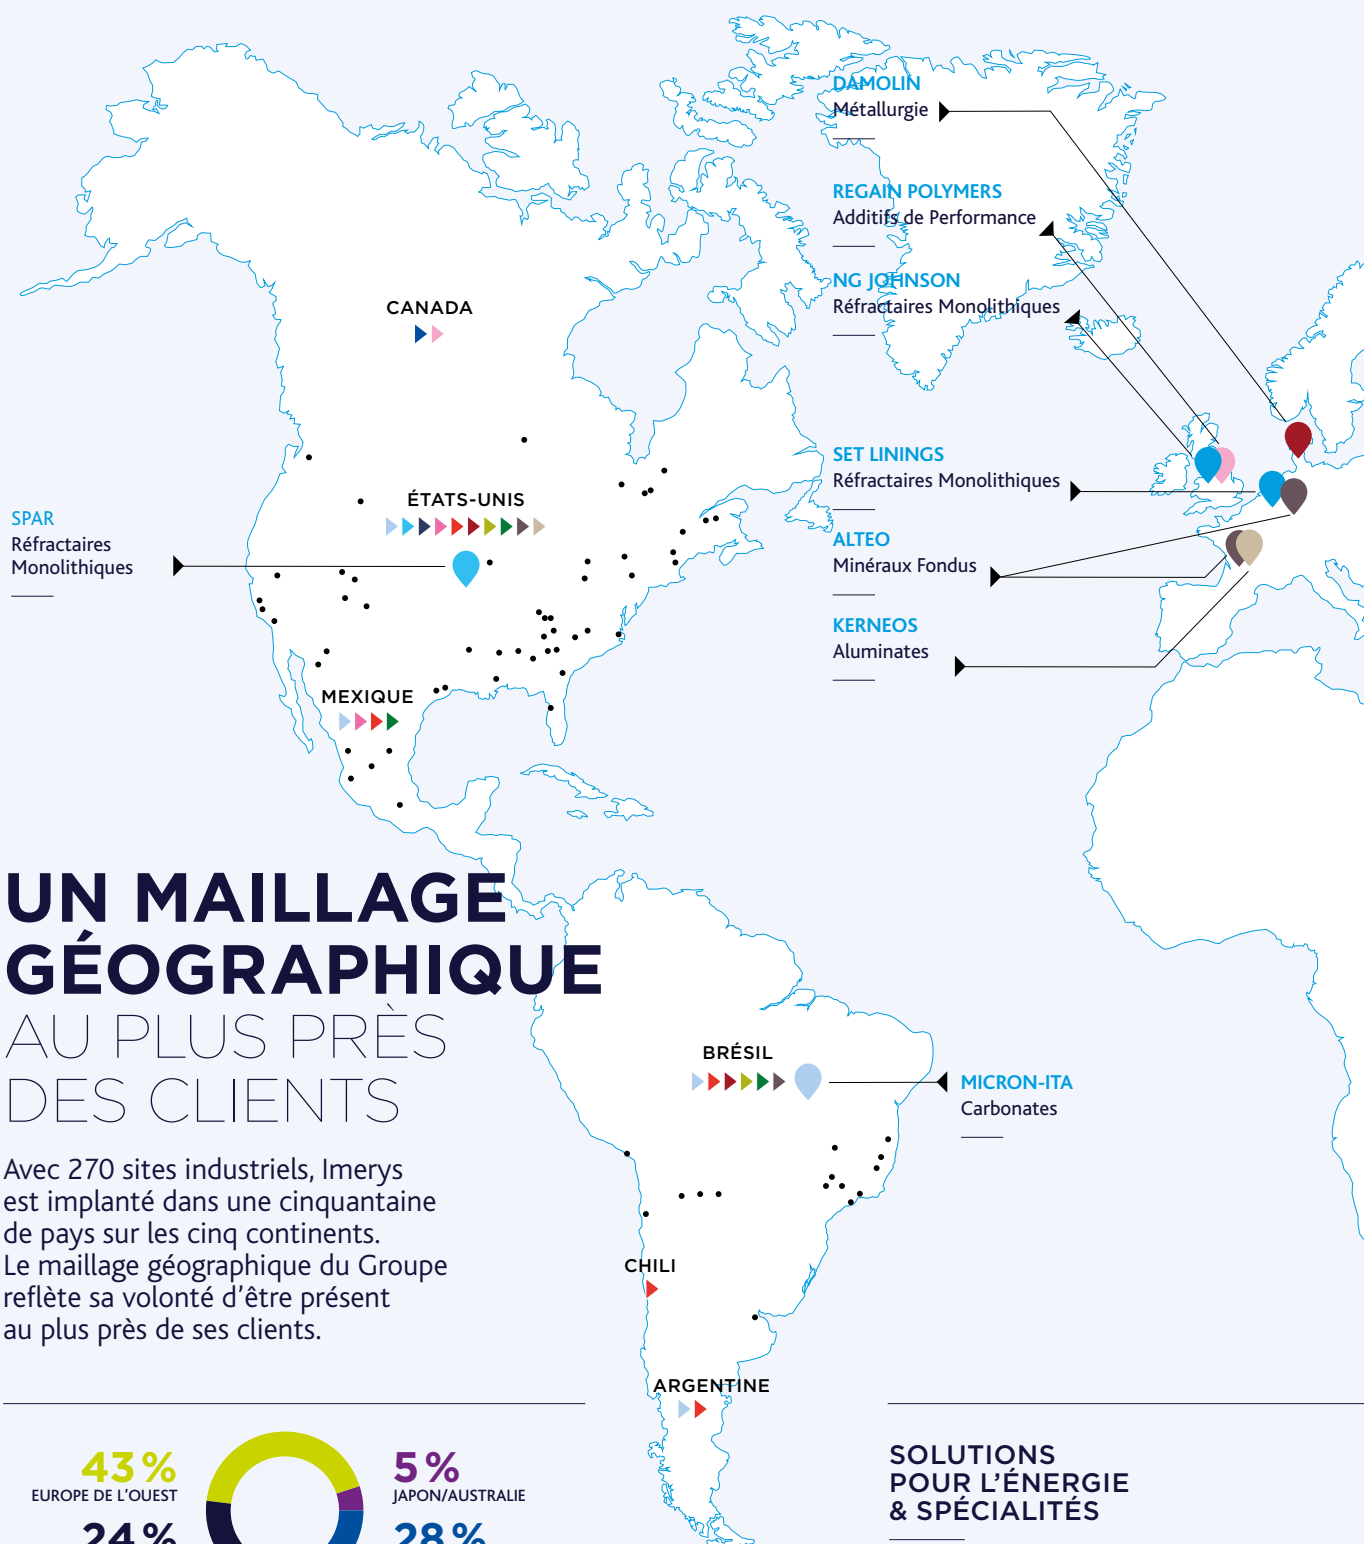 DAMOLIN
Métallurgie
REGAIN POLYMERS
Additifs de Performance
NG JOHNSON
Réfractaires Monolithiques
CANADA
SET LININGS
Réfractaires Monolithiques
ÉTATS-UNIS
SPAR
Réfractaires
Monolithiques
ALTEO
Minéraux Fondus
KERNEOS
Aluminates
MEXIQUE
UN MAILLAGE
GÉOGRAPHIQUE
AU PLUS PRÈS
DES CLIENTS
BRÉSIL
MICRON-ITA
Carbonates
Avec 270 sites industriels, Imerys
est implanté dans une cinquantaine
de pays sur les cinq continents.
Le maillage géographique du Groupe
reflète sa volonté d'être présent
au plus près de ses clients.
CHILI
ARGENTINE
43 %
EUROPE DE L'OUEST
24 %
5 %
JAPON/AUSTRALIE
28 %
SOLUTIONS
POUR L'ÉNERGIE
& SPÉCIALITÉS